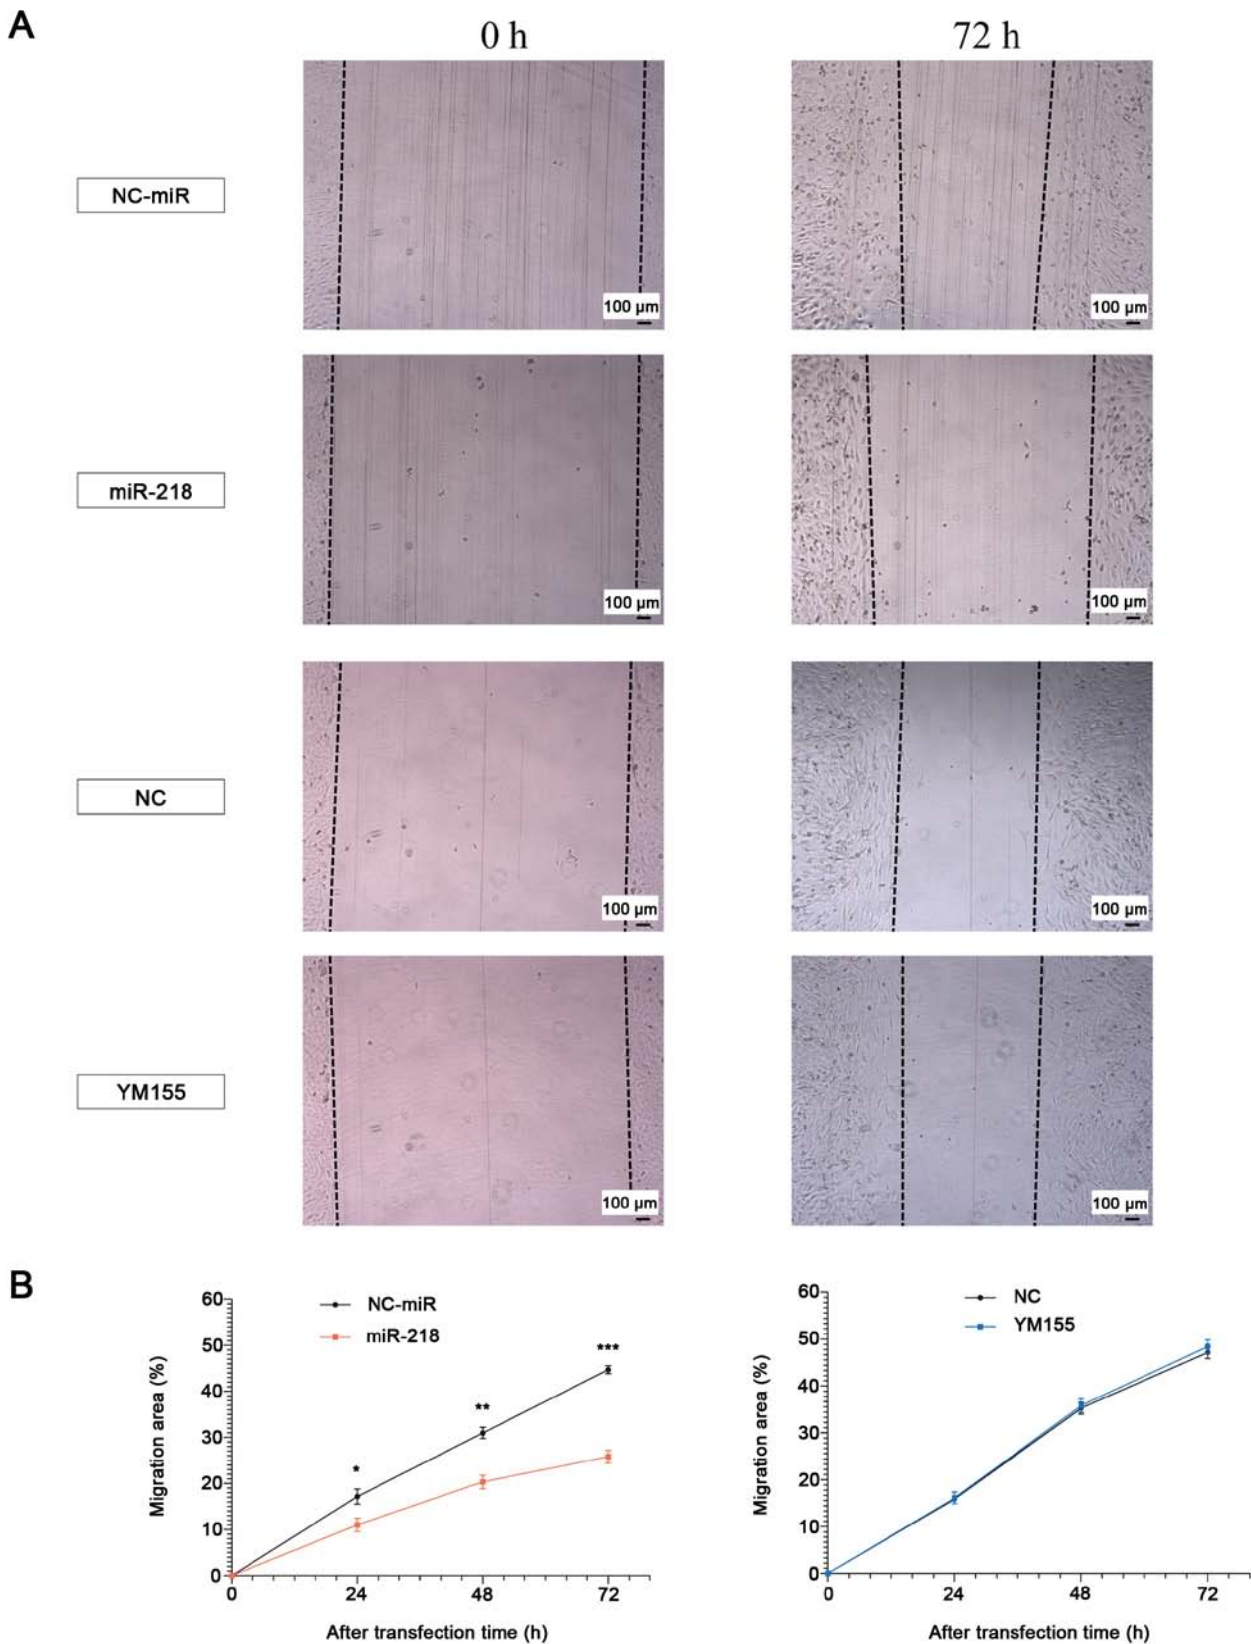 A
0 h
72 h
NC-miR
100 µm
100 µm
miR-218
100 µm
100 µm
NC
100 µm
100 µm
YM155
100 µm
100 µm
B
NC-miR
miR-218
Migration area (%)
60
50
40
30
20
10
0
*
**
***
0
24
48
72
After transfection time (h)
NC
YM155
Migration area (%)
60
50
40
30
20
10
0
0
24
48
72
After transfection time (h)